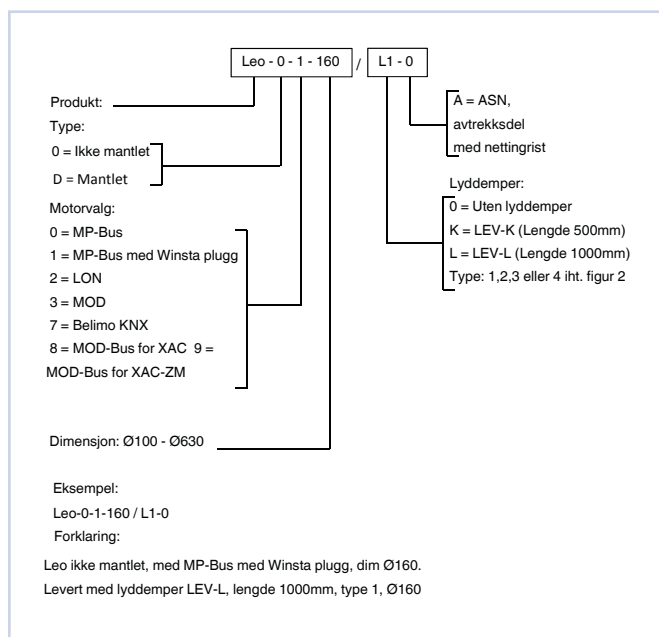 Leo - 0 - 1 - 160 / L1 - 0
Produkt:
Type:
0 = Ikke mantlet
D = Mantlet
Motorvalg:
0 = MP-Bus
1 = MP-Bus med Winsta plugg
2 = LON
3 = MOD
7 = Belimo KNX
8 = MOD-Bus for XAC 9 =
MOD-Bus for XAC-ZM
Dimensjon: Ø100 - Ø630
A = ASN,
avtrekksdel
med nettingrist
Lyddemper:
0 = Uten lyddemper
K = LEV-K (Lengde 500mm)
L = LEV-L (Lengde 1000mm)
Type: 1,2,3 eller 4 iht. figur 2
Eksempel:
Leo-0-1-160 / L1-0
Forklaring:
Leo ikke mantlet, med MP-Bus med Winsta plugg, dim Ø160.
Levert med lyddemper LEV-L, lengde 1000mm, type 1, Ø160